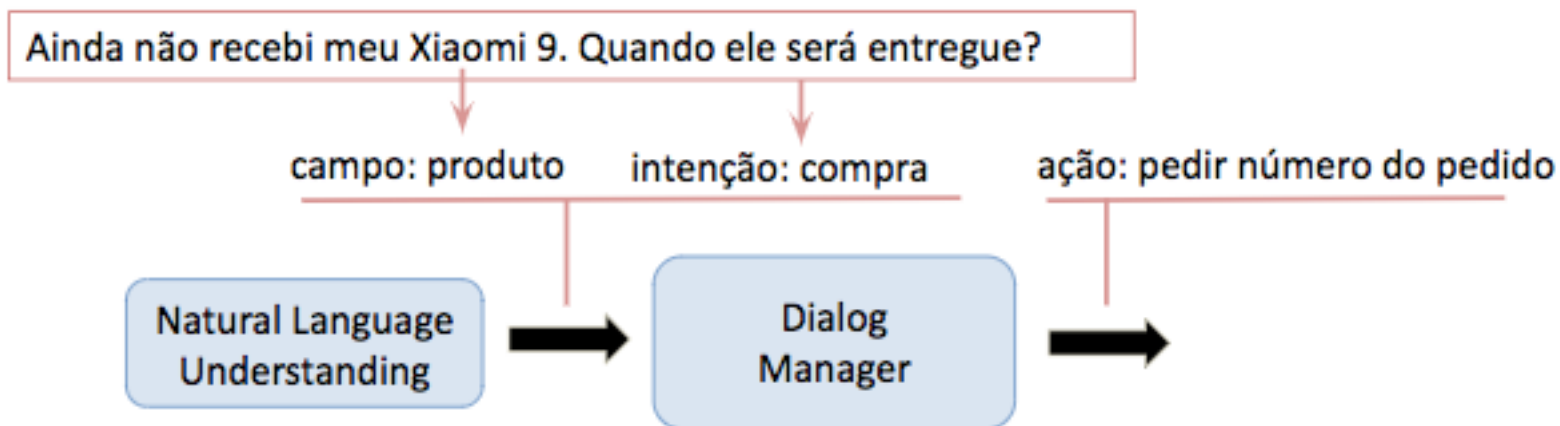 Ainda não recebi meu Xiaomi 9. Quando ele será entregue?
campo: produto
intenção: compra
ação: pedir número do pedido
Natural Language
Understanding
Dialog
Manager